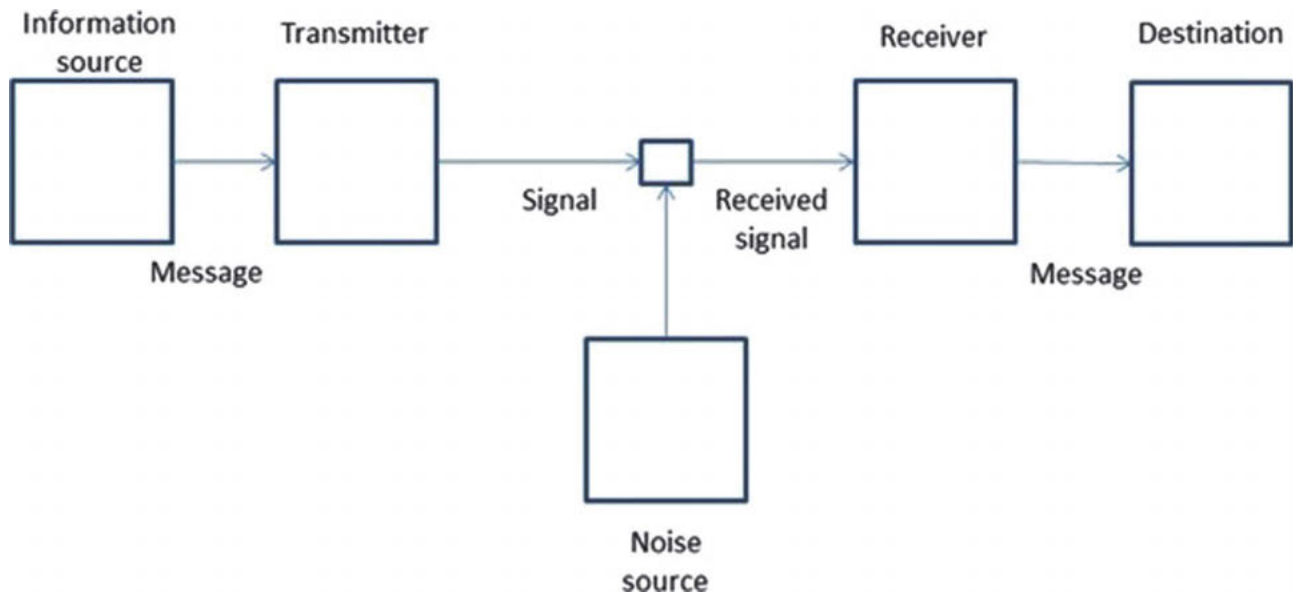 Information
source
Transmitter
Receiver
Destination
Signal
Received
signal
Message
Message
Noise
source